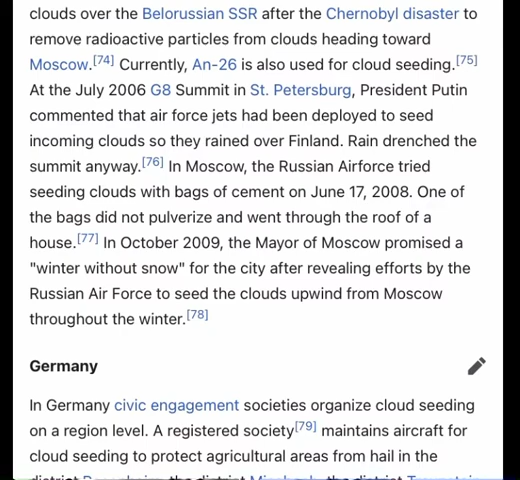 clouds over the Belorussian SSR after the Chernobyl disaster to
remove radioactive particles from clouds heading toward
Moscow.[74] Currently, An-26 is also used for cloud seeding.[75]
At the July 2006 G8 Summit in St. Petersburg, President Putin
commented that air force jets had been deployed to seed
incoming clouds so they rained over Finland. Rain drenched the
summit anyway.[76] In Moscow, the Russian Airforce tried
seeding clouds with bags of cement on June 17, 2008. One of
the bags did not pulverize and went through the roof of a
house.[77] In October 2009, the Mayor of Moscow promised a
"winter without snow" for the city after revealing efforts by the
Russian Air Force to seed the clouds upwind from Moscow
throughout the winter.[78]
Germany
In Germany civic engagement societies organize cloud seeding
on a region level. A registered society[79] maintains aircraft for
cloud seeding to protect agricultural areas from hail in the
district the district the district